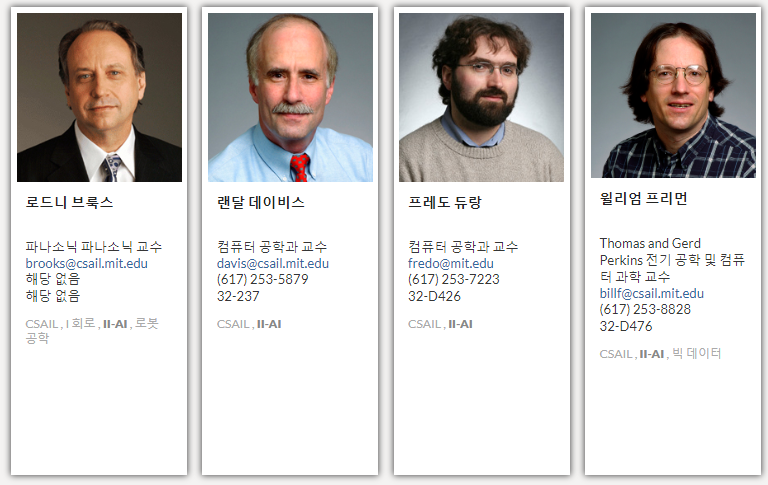 로드니 브룩스
파나소닉 파나소닉 교수
brooks@csail.mit.edu
해당 없음
해당 없음
CSAIL , I 회로 , II-AI , 로봇
공학
랜달 데이비스
컴퓨터 공학과 교수
davis@csail.mit.edu
(617) 253-5879
32-237
CSAIL , II-AI
프레도 듀랑
컴퓨터 공학과 교수
fredo@mit.edu
(617) 253-7223
32-D426
CSAIL , II-AI
윌리엄 프리먼
Thomas and Gerd
Perkins 전기 공학 및 컴퓨
터 과학 교수
billf@csail.mit.edu
(617) 253-8828
32-D476
CSAIL , II-AI , 빅 데이터